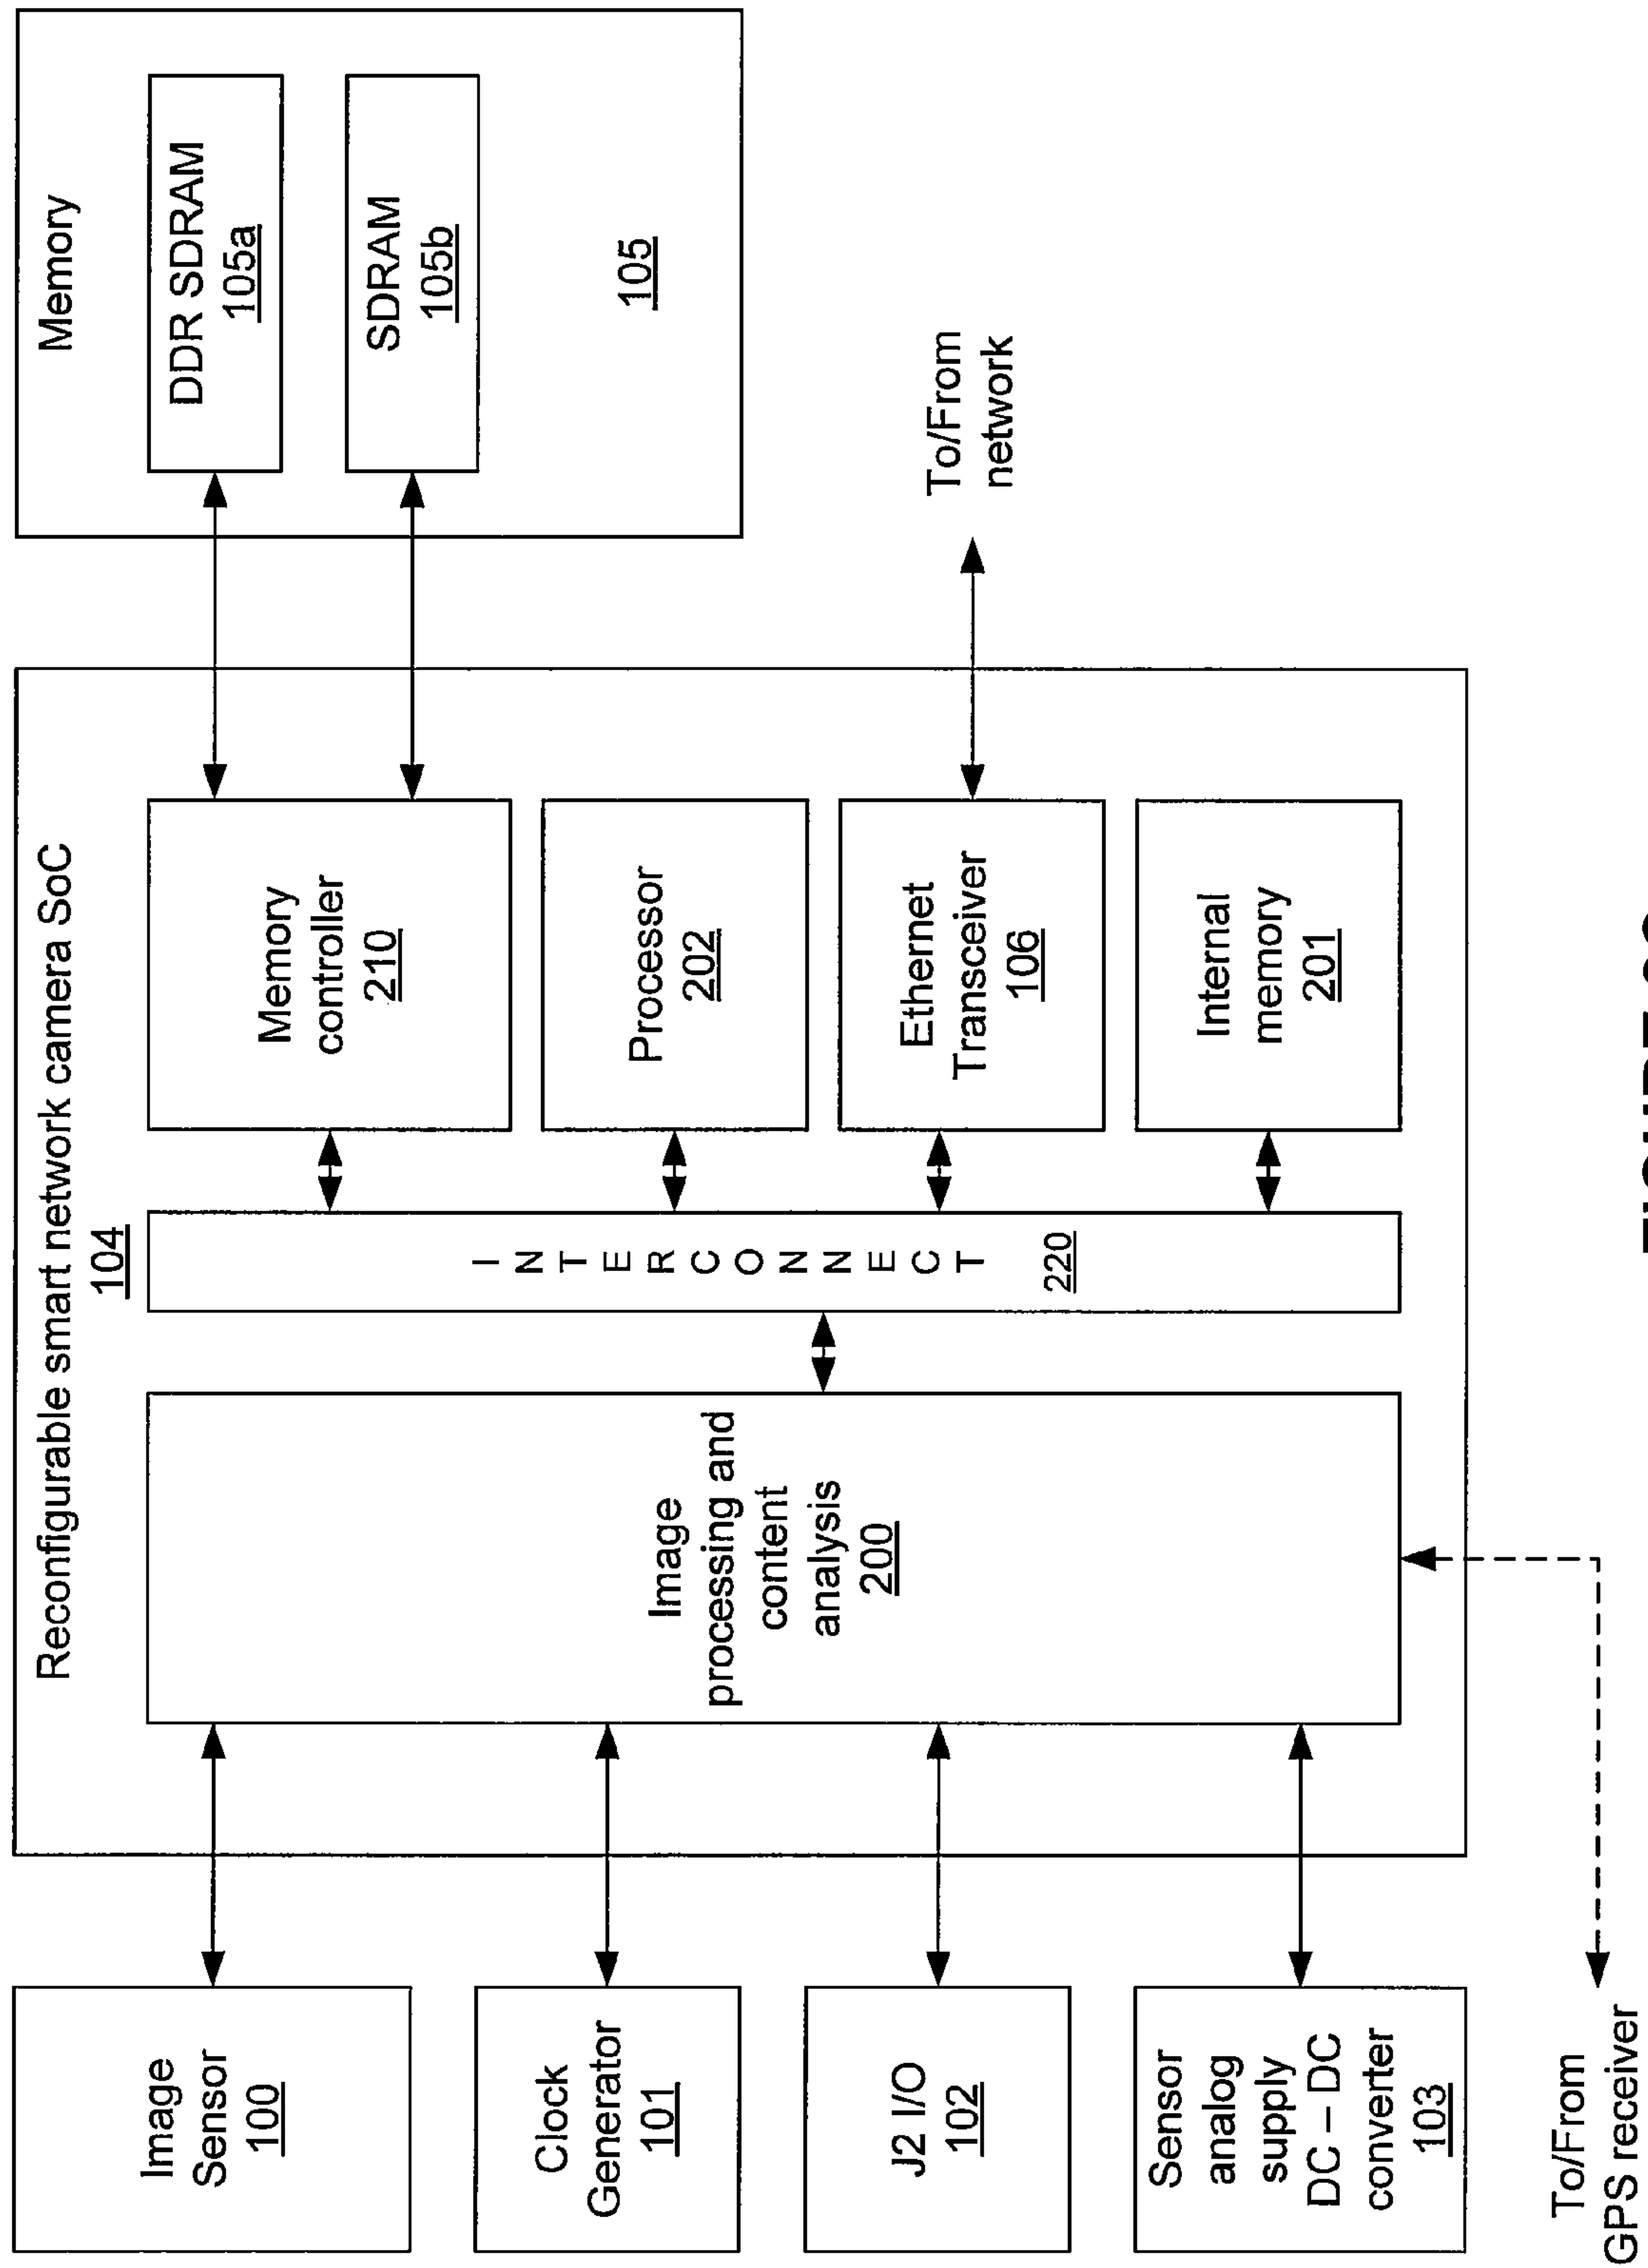 Reconfigurable smart network camera SoC
104
Image
Sensor
100
Clock
Generator
101
J2 I/O
102
Sensor
analog
supply
DC – DC
converter
103
To/From
GPS receiver
Image
processing and
content
analysis
200
INTERCONNECT
220
Memory
controller
210
Processor
202
Ethernet
Transceiver
106
Internal
memory
201
Memory
DDR SDRAM
105a
SDRAM
105b
105
To/From
network
FIGURE